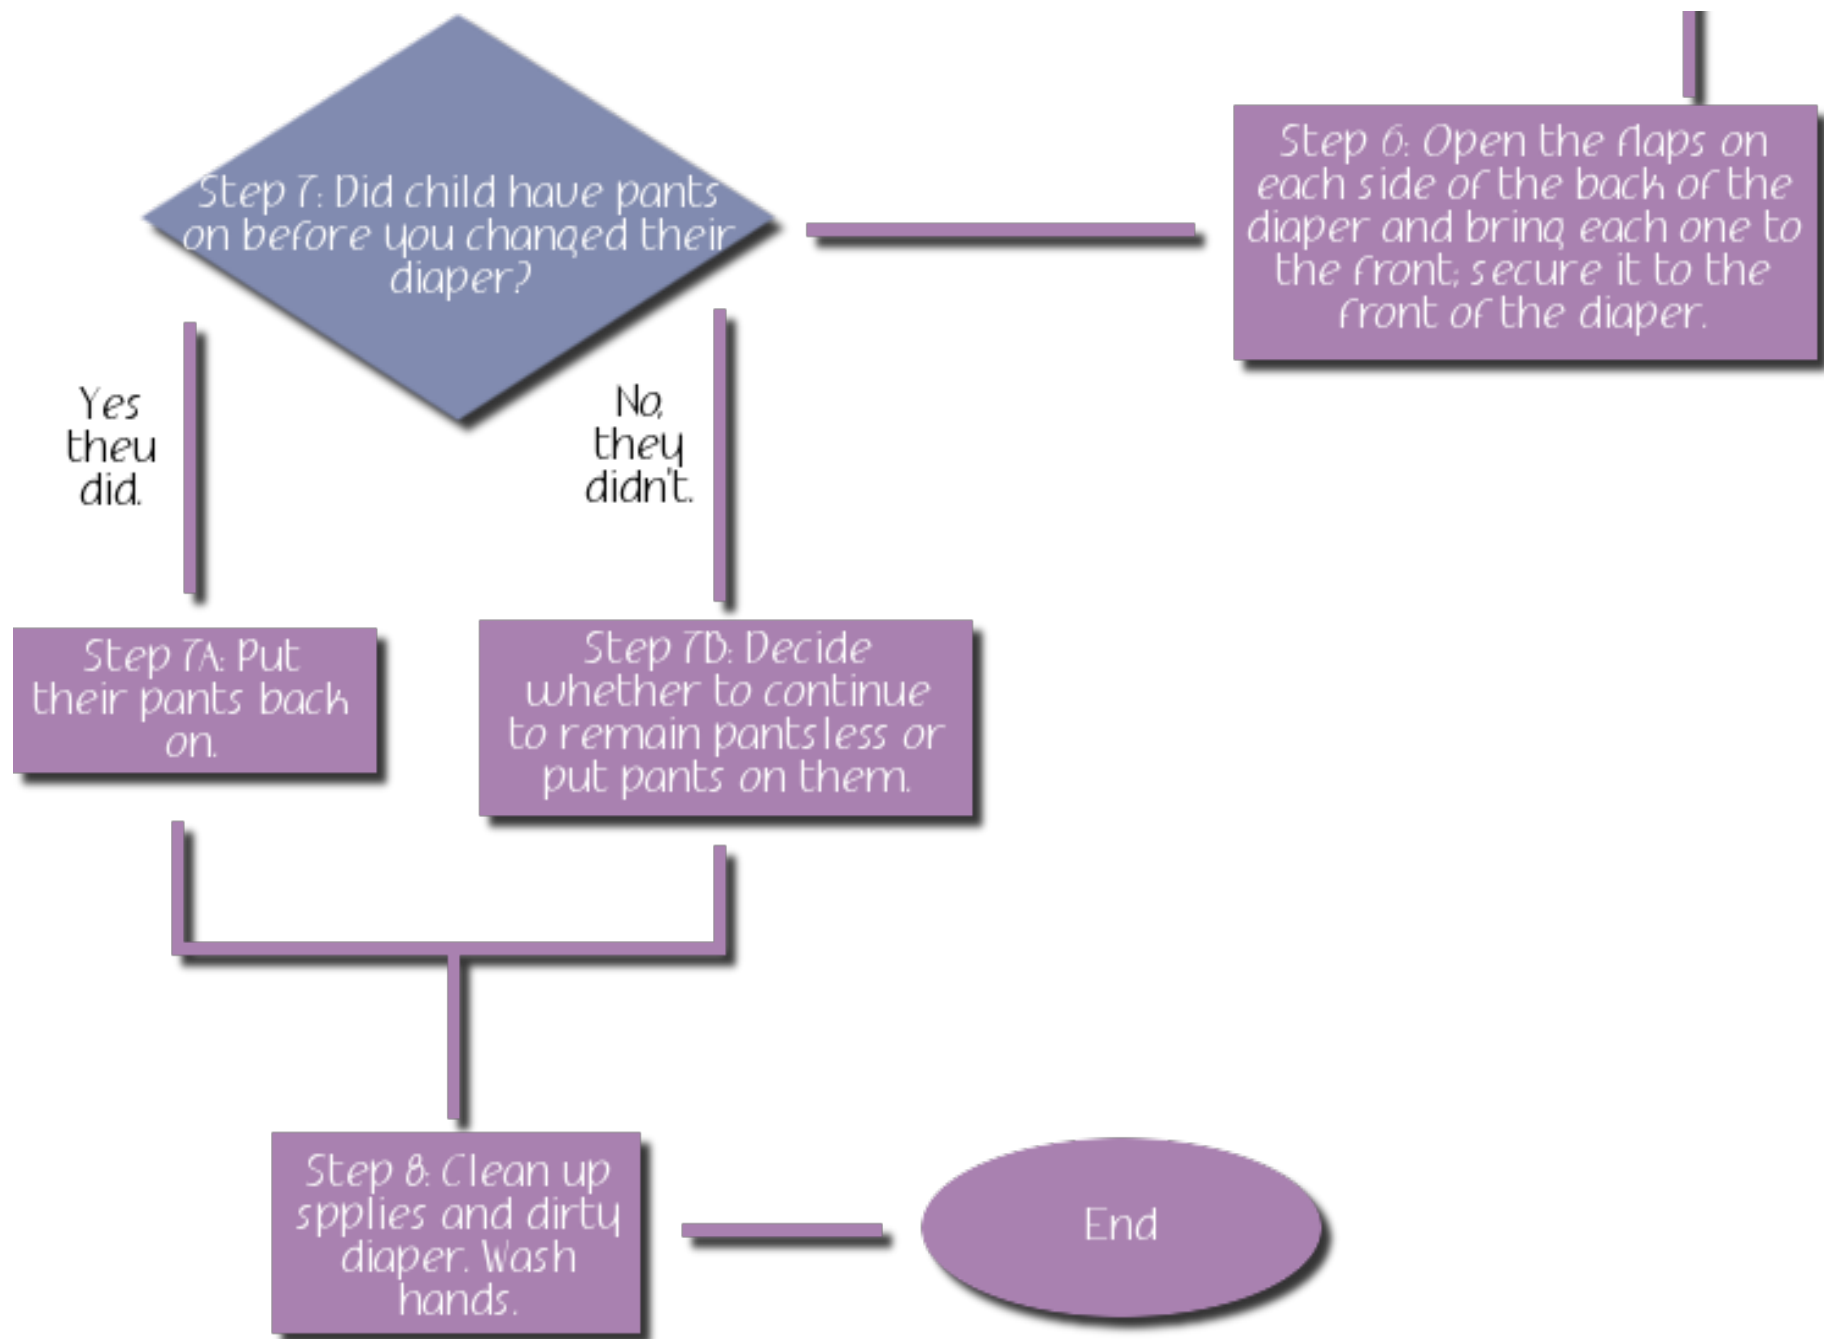 Step 6: Open the flaps on
each side of the back of the
diaper and bring each one to
the front; secure it to the
front of the diaper.
Step 7: Did child have pants
on before you changed their
diaper?
Yes
they
did.
No,
they
didn't.
Step 7A: Put
their pants back
on.
Step 7B: Decide
whether to continue
to remain pantsless or
put pants on them.
Step 8: Clean up
spplies and dirty
diaper. Wash
hands.
End